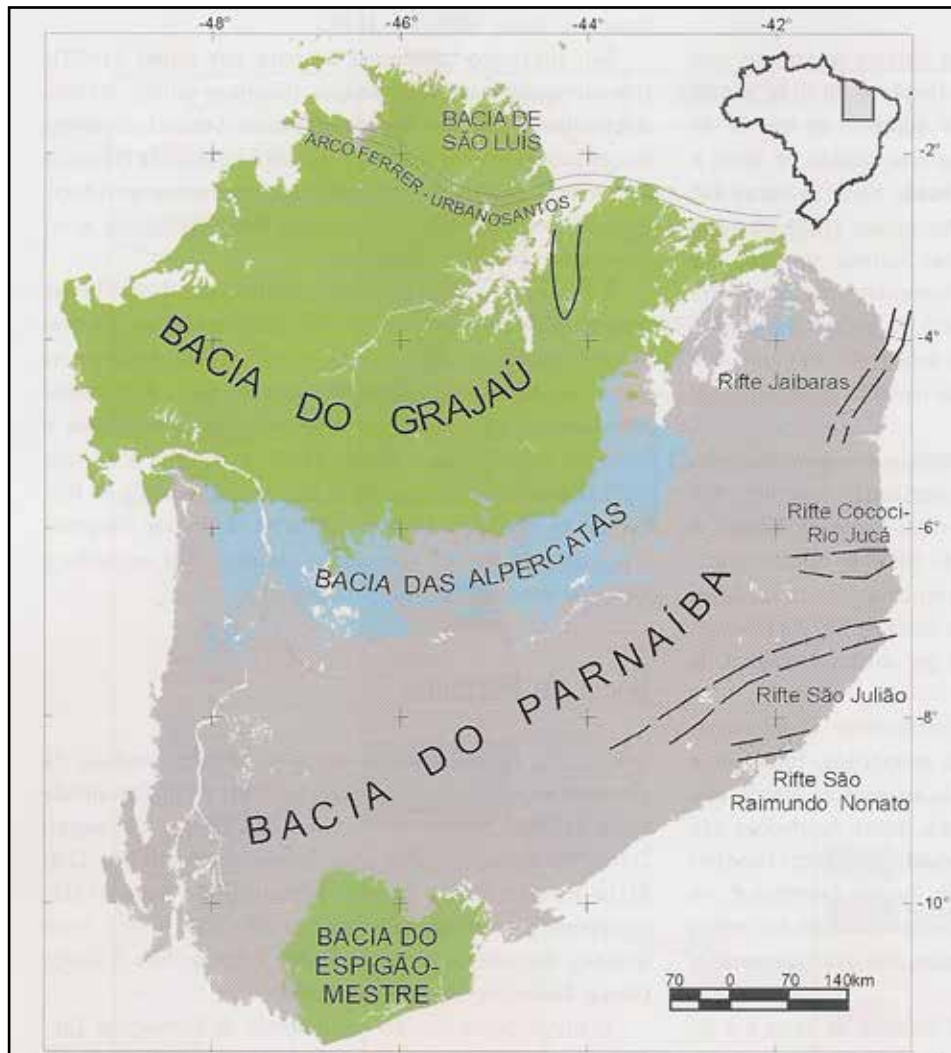 -48° -46° -44° -42°
BACIA DE
SÃO LUÍS
-2°
ARCO FERRER - URBANOSANTOS
-4°
BACIA DO GRAJAÚ
Rifte Jaibaras
Rifte Cococi-
Rio Jucá
-6°
BACIA DAS ALPERCATAS
BACIA DO PARNAÍBA
Rifte São Julião
-8°
Rifte São
Raimundo Nonato
-10°
BACIA DO
ESPIGÃO-
MESTRE
70 0 70 140km